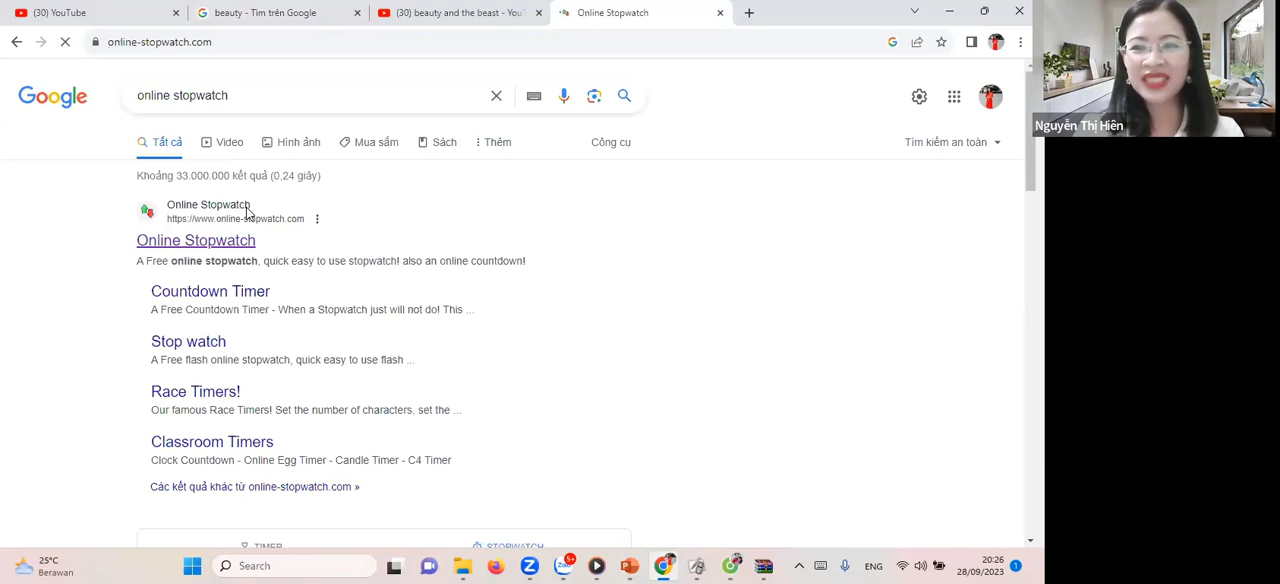 (30) YouTube
beauty - Tìm trên Google
(30) beauty and the beast - You
Online Stopwatch
online-stopwatch.com
Google
online stopwatch
Nguyễn Thị Hiên
Tất cả
Video
Hình ảnh
Mua sắm
Sách
Thêm
Công cụ
Tìm kiếm an toàn
Khoảng 33.000.000 kết quả (0,24 giây)
Online Stopwatch
https://www.online-stopwatch.com
Online Stopwatch
A Free online stopwatch, quick easy to use stopwatch! also an online countdown!
Countdown Timer
A Free Countdown Timer - When a Stopwatch just will not do! This ...
Stop watch
A Free flash online stopwatch, quick easy to use flash ...
Race Timers!
Our famous Race Timers! Set the number of characters, set the ...
Classroom Timers
Clock Countdown - Online Egg Timer - Candle Timer - C4 Timer
Các kết quả khác từ online-stopwatch.com »
TIMER
STOPWATCH
25°C
Berawan
Search
5+
ENG
20:26
28/09/2023
1